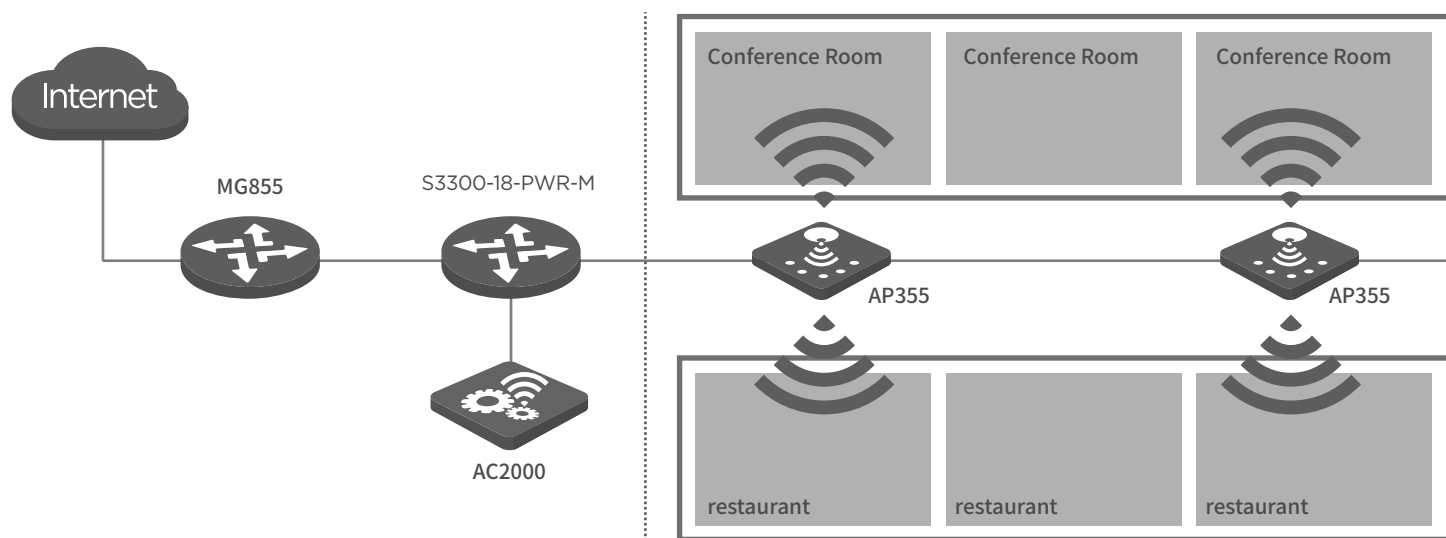 Internet
MG855
S3300-18-PWR-M
AC2000
Conference Room
Conference Room
Conference Room
AP355
AP355
restaurant
restaurant
restaurant